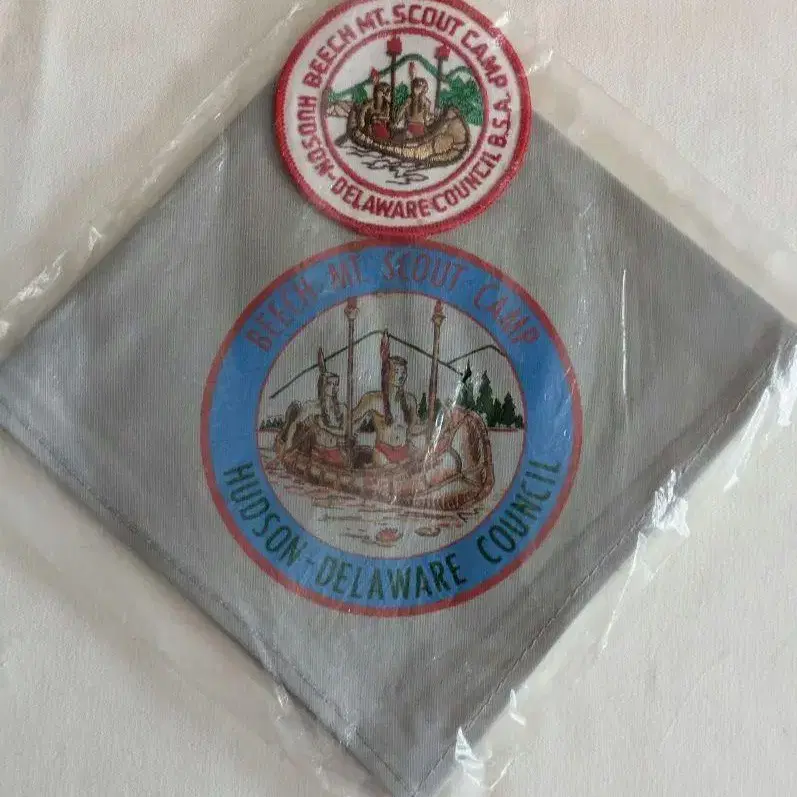 BEECH MT. SCOUT CAMP
HUDSON-DELAWARE COUNCIL B.S.A.
BEECH MT. SCOUT CAMP
HUDSON-DELAWARE COUNCIL